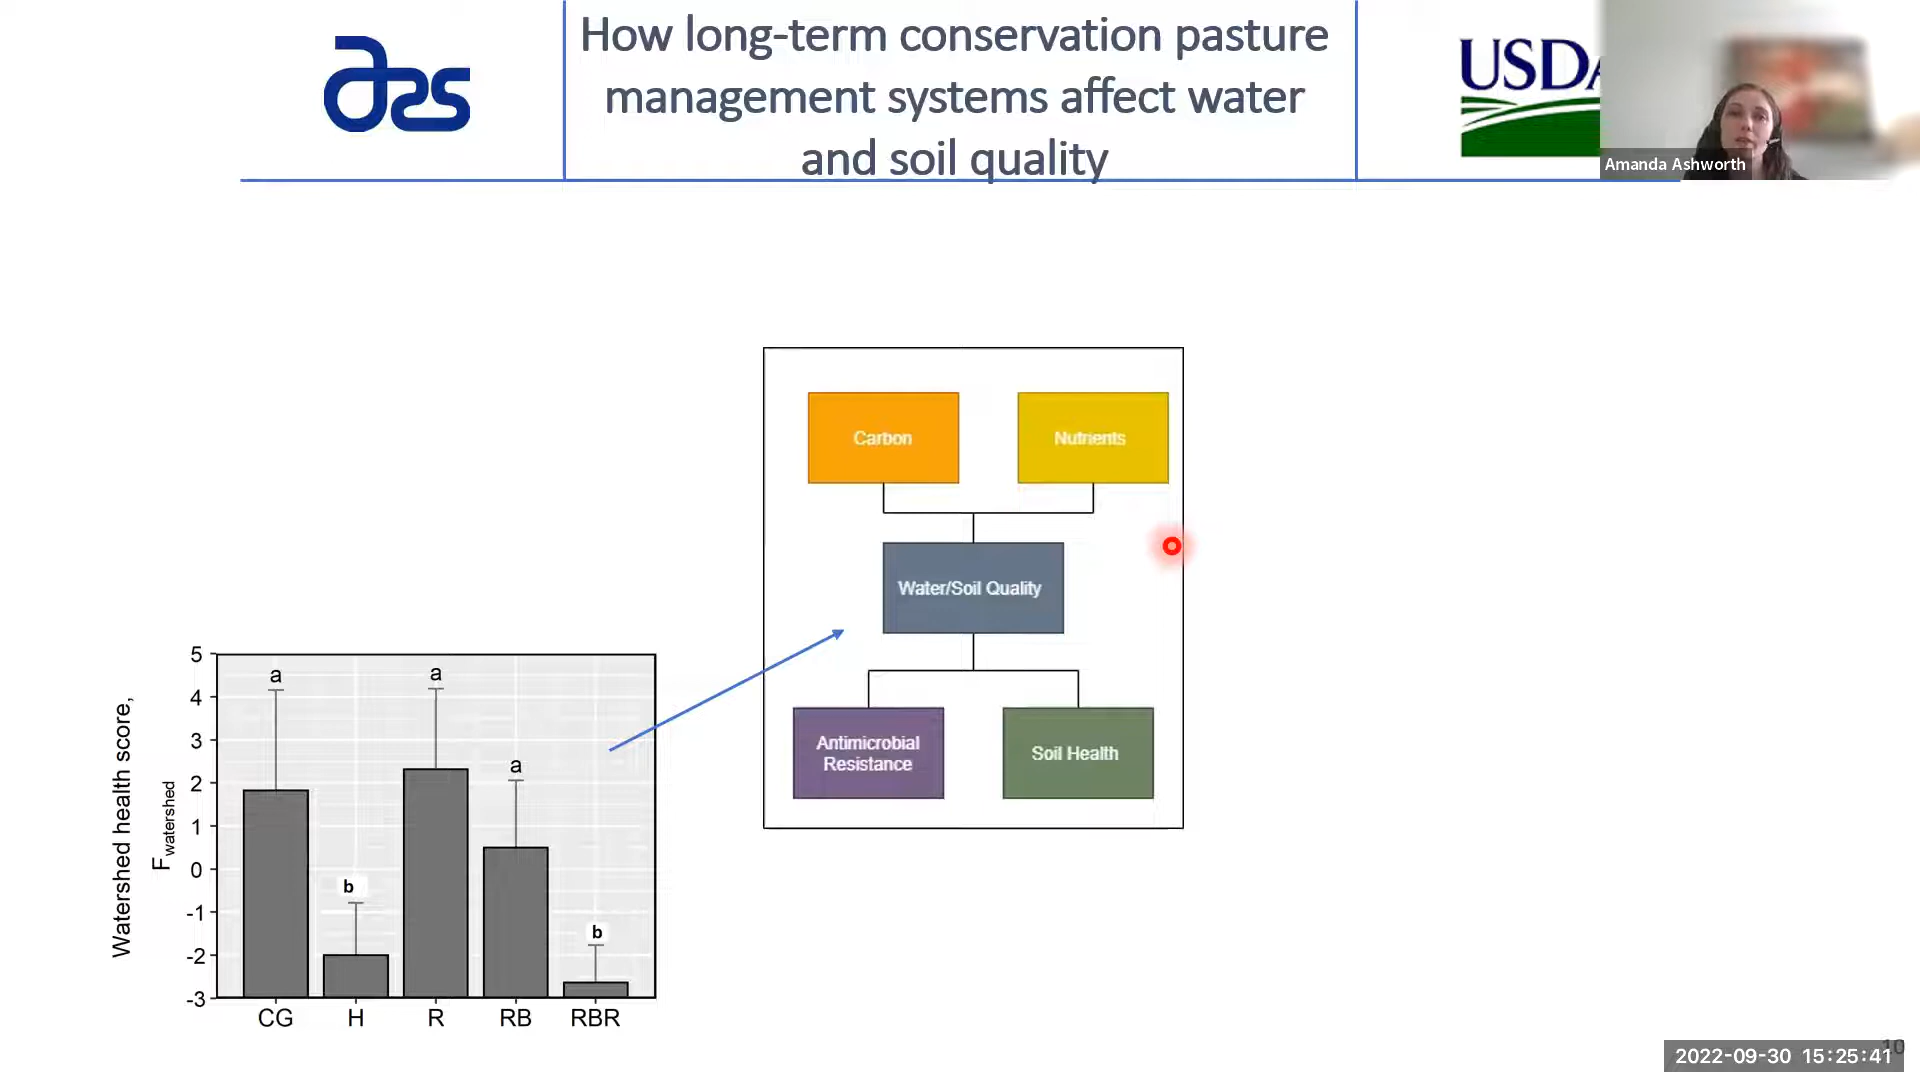 How long-term conservation pasture
management systems affect water
and soil quality
ars
USDA
Amanda Ashworth
Carbon
Nutrients
Water/Soil Quality
Antimicrobial
Resistance
Soil Health
Watershed health score,
Fwatershed
5
4
3
2
1
0
-1
-2
-3
a
b
a
a
b
CG H R RB RBR
10
2022-09-30 15:25:41